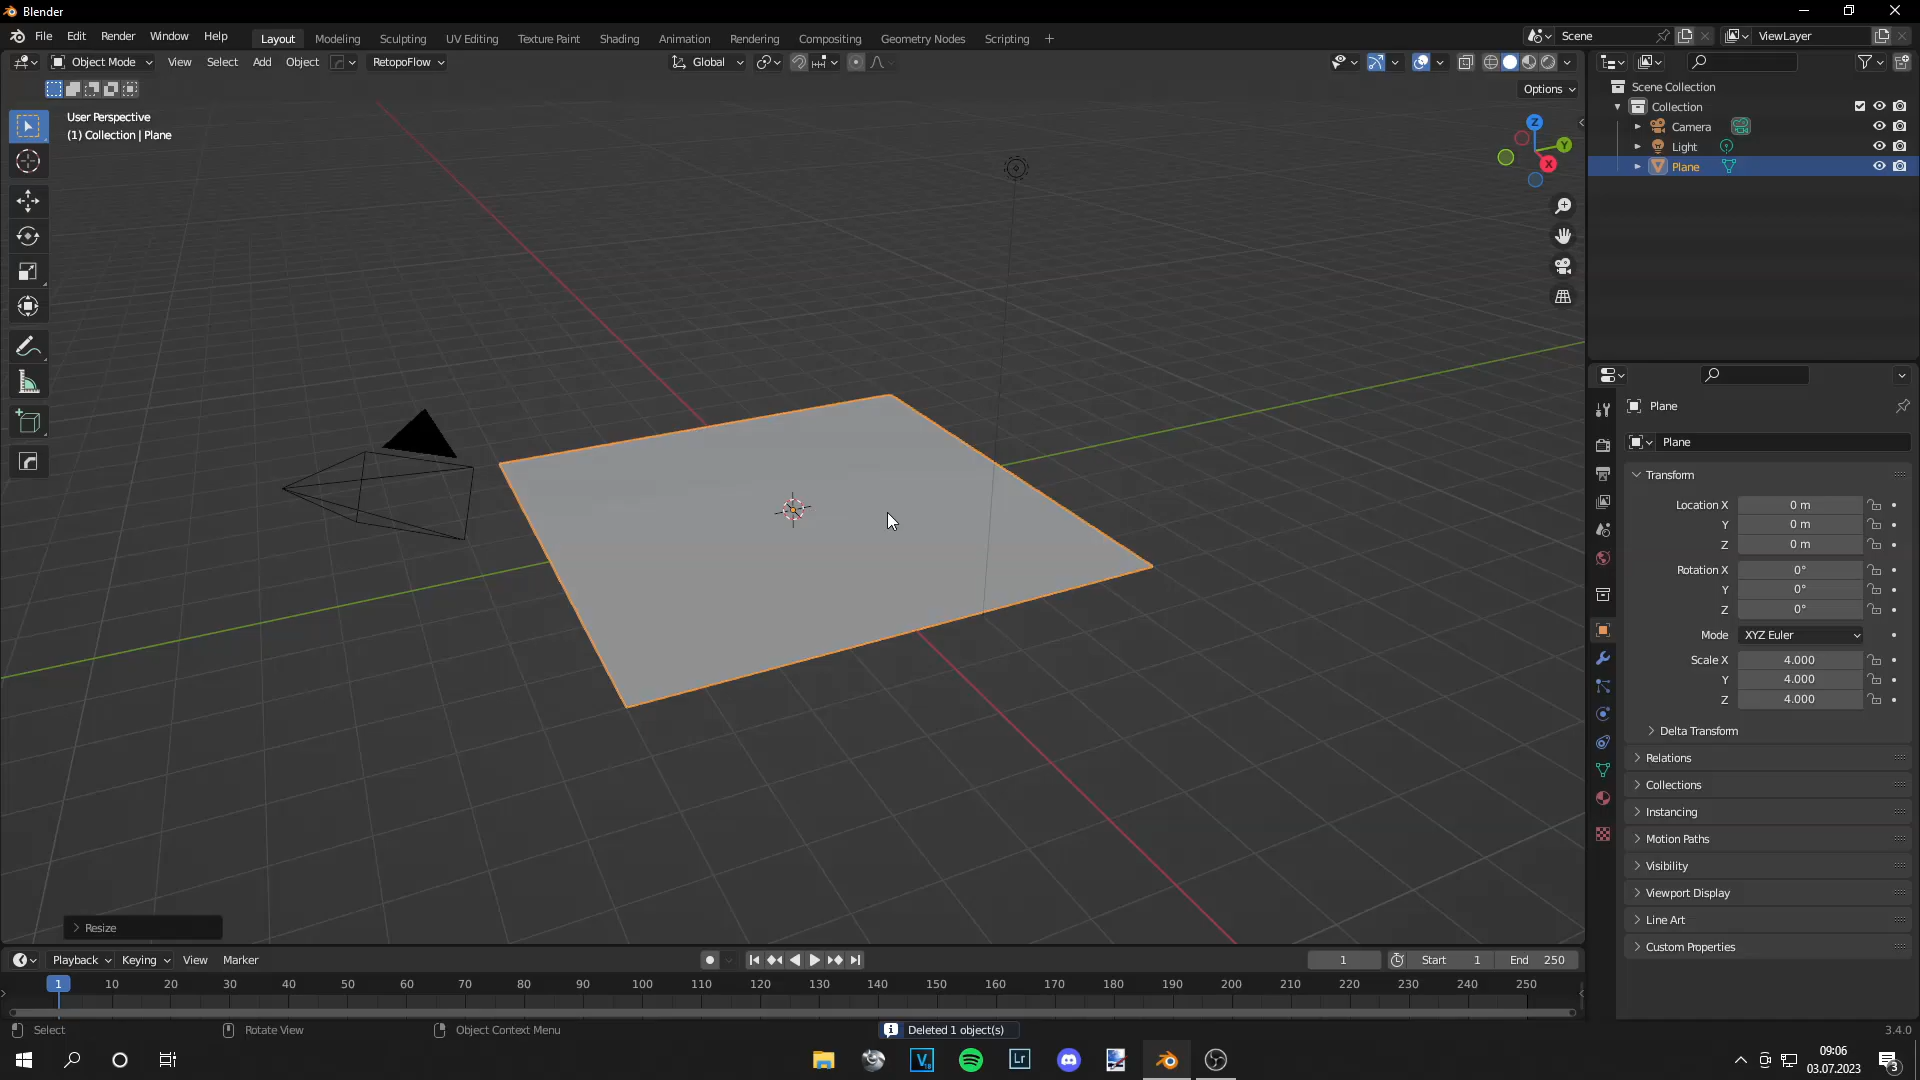 Blender
File Edit Render Window Help
Layout Modeling Sculpting UV Editing Texture Paint Shading Animation Rendering Compositing Geometry Nodes Scripting +
Scene
ViewLayer
Object Mode View Select Add Object RetopoFlow
Global
Options
User Perspective
(1) Collection | Plane
Z
Y
X
Scene Collection
Collection
Camera
Light
Plane
Plane
Plane
Transform
Location X 0 m
Y 0 m
Z 0 m
Rotation X 0°
Y 0°
Z 0°
Mode XYZ Euler
Scale X 4.000
Y 4.000
Z 4.000
Delta Transform
Relations
Collections
Instancing
Motion Paths
Visibility
Viewport Display
Line Art
Custom Properties
Resize
Playback Keying View Marker
1 Start 1 End 250
1 10 20 30 40 50 60 70 80 90 100 110 120 130 140 150 160 170 180 190 200 210 220 230 240 250
Select Rotate View Object Context Menu
Deleted 1 object(s)
3.4.0
Lr
09:06
03.07.2023
3